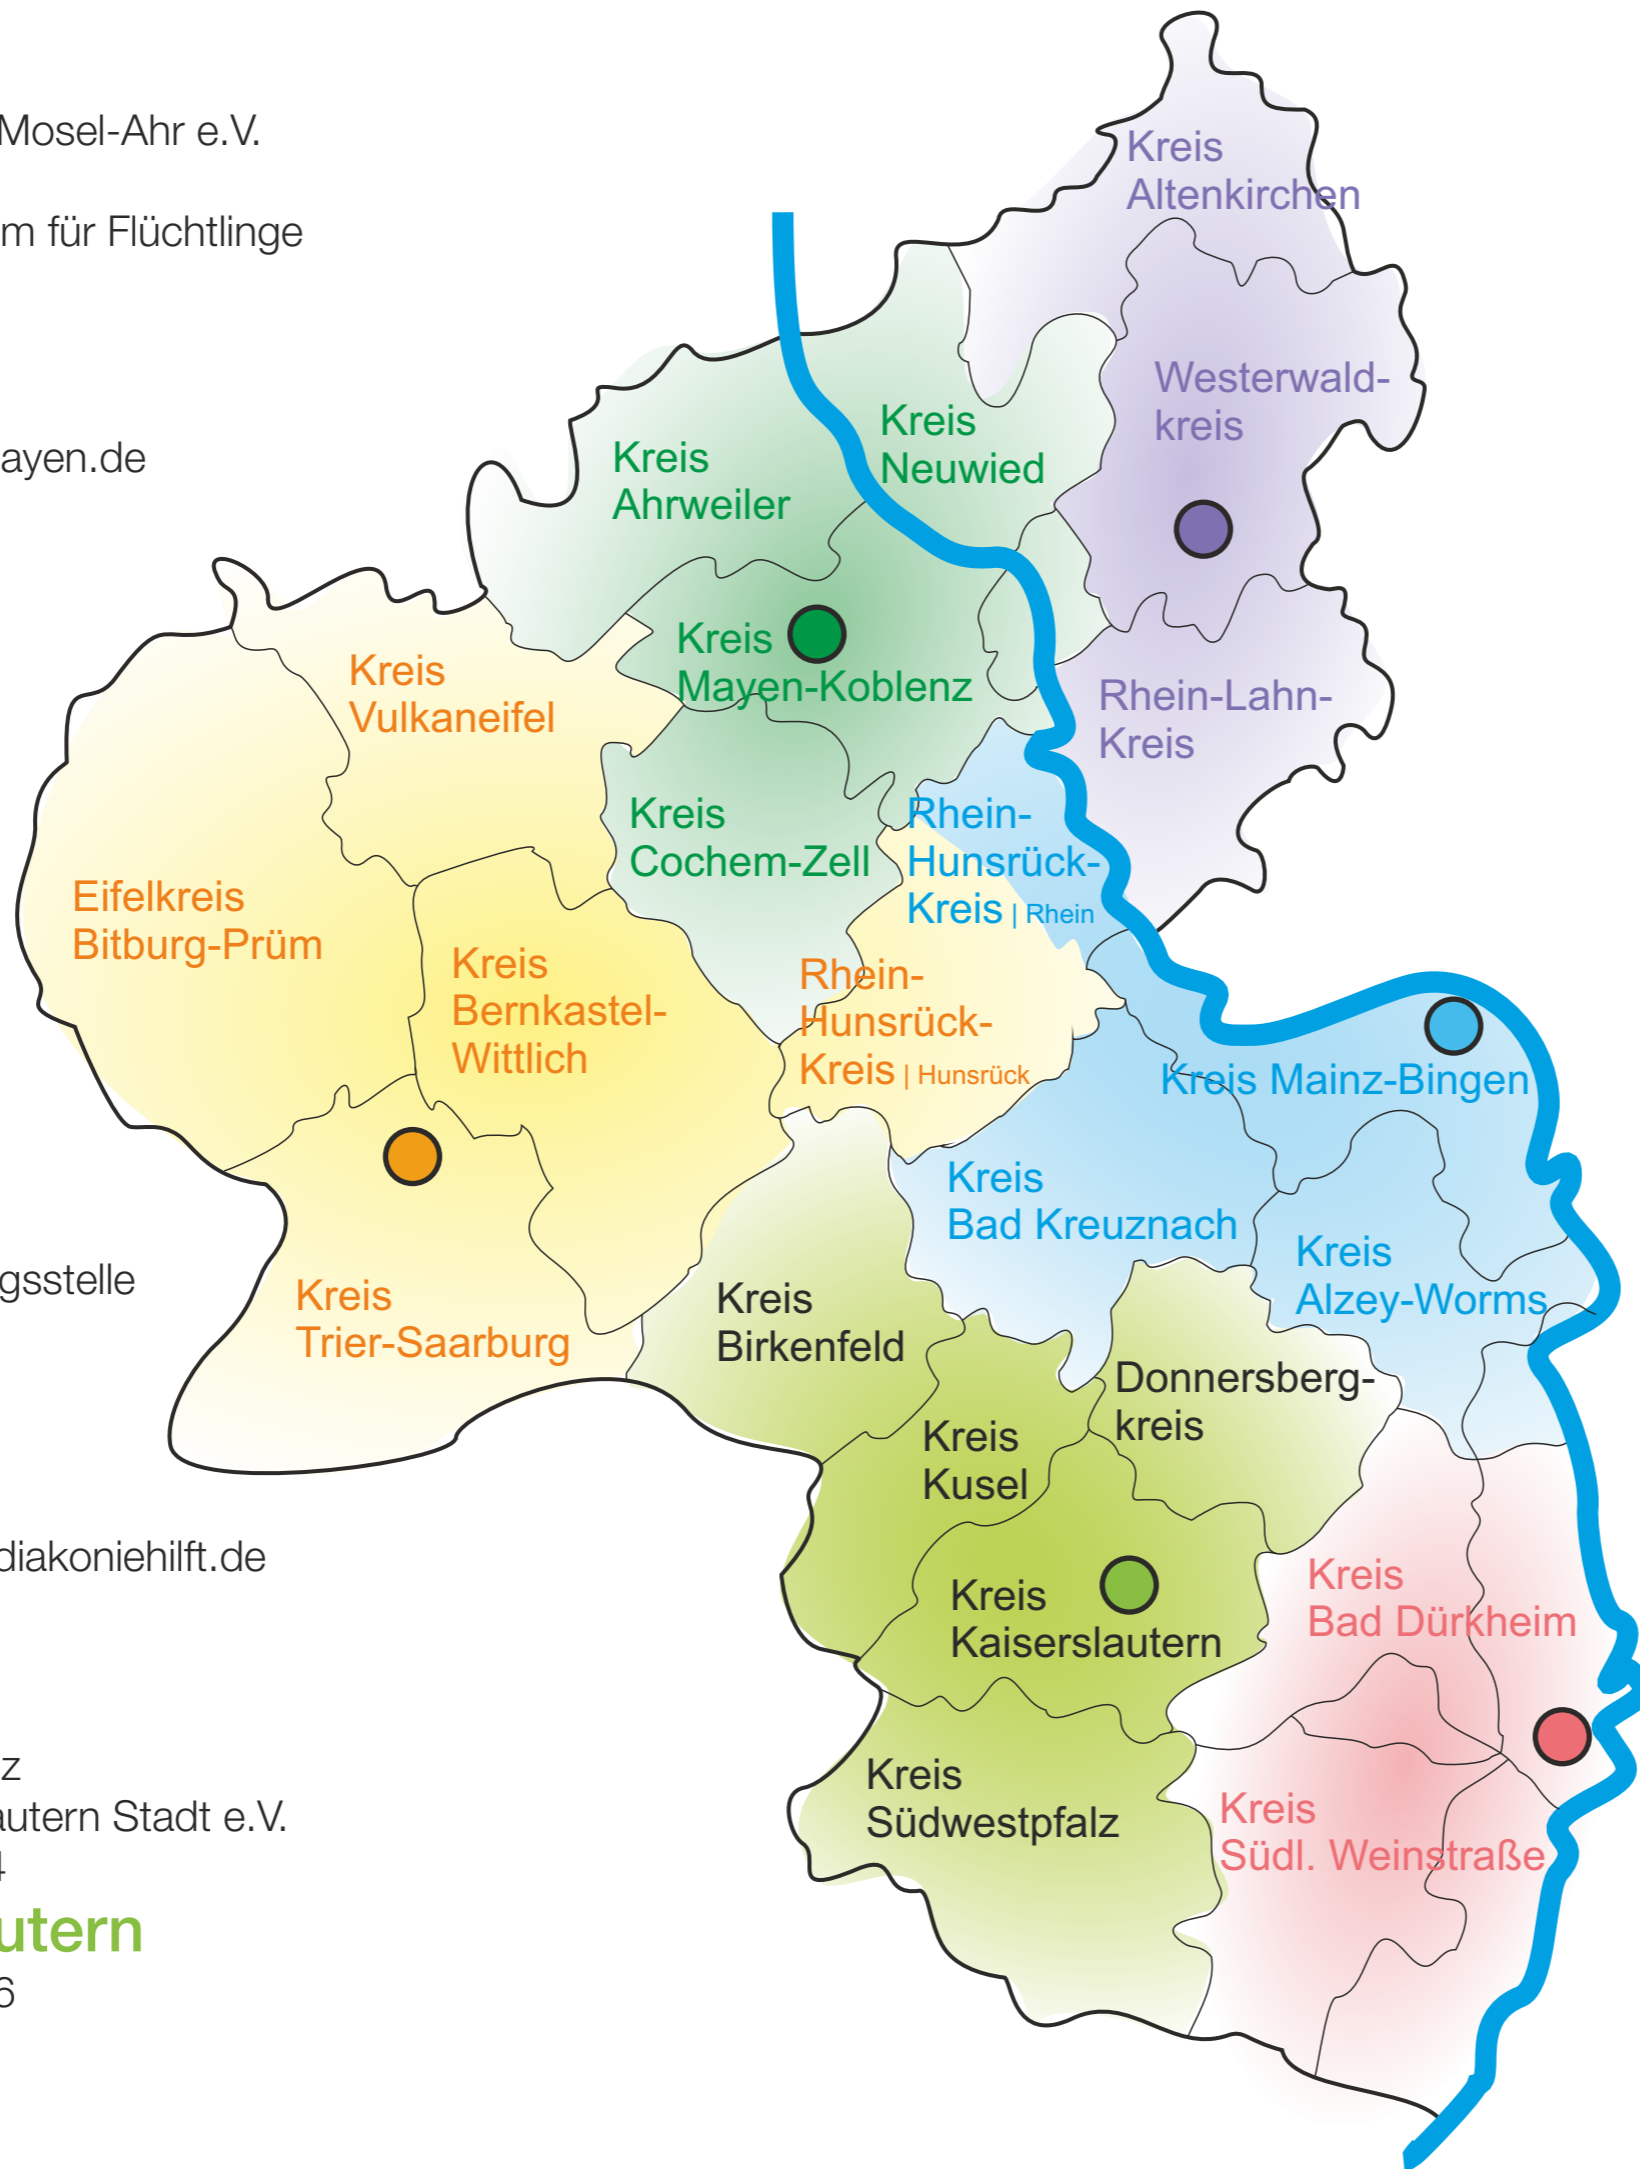 Mosel-Ahr e.V.
m für Flüchtlinge
ayen.de
gsstelle
diakoniehilft.de
z
autern Stadt e.V.
4
utern
6
Kreis
Altenkirchen
Westerwald-
kreis
Kreis
Neuwied
Kreis
Ahrweiler
Kreis
Mayen-Koblenz
Rhein-Lahn-
Kreis
Kreis
Vulkaneifel
Kreis
Cochem-Zell
Rhein-
Hunsrück-
Kreis | Rhein
Eifelkreis
Bitburg-Prüm
Kreis
Bernkastel-
Wittlich
Rhein-
Hunsrück-
Kreis | Hunsrück
Kreis Mainz-Bingen
Kreis
Bad Kreuznach
Kreis
Alzey-Worms
Kreis
Trier-Saarburg
Kreis
Birkenfeld
Donnersberg-
kreis
Kreis
Kusel
Kreis
Kaiserslautern
Kreis
Bad Dürkheim
Kreis
Südwestpfalz
Kreis
Südl. Weinstraße